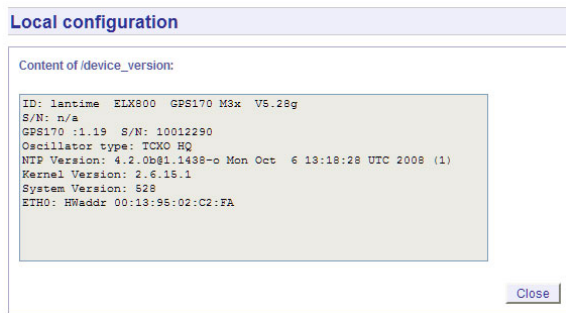 Local configuration
Content of /device_version:
ID: lantime  ELX800  GPS170 M3x  V5.28g
S/N: n/a
GPS170 :1.19  S/N: 10012290
Oscillator type: TCXO HQ
NTP Version: 4.2.0b@1.1438-o Mon Oct  6 13:18:28 UTC 2008 (1)
Kernel Version: 2.6.15.1
System Version: 528
ETH0: HWaddr 00:13:95:02:C2:FA
Close